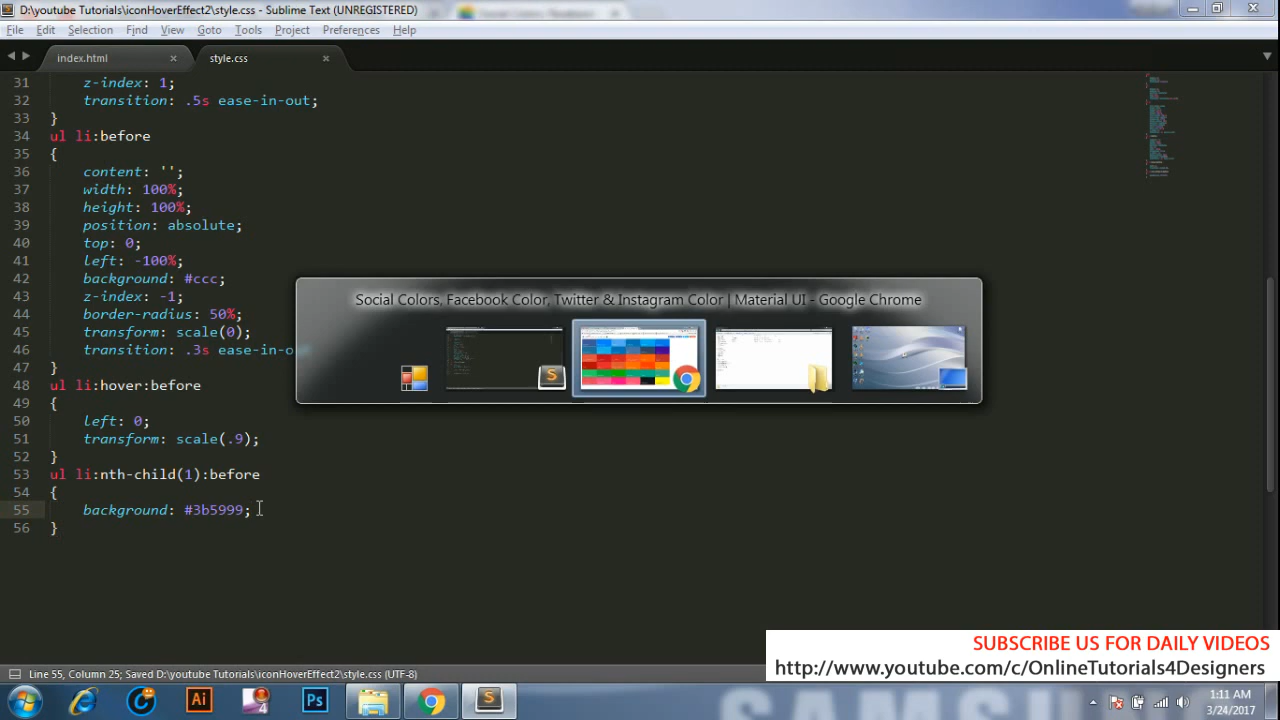 D:\youtube Tutorials\iconHoverEffect2\style.css - Sublime Text (UNREGISTERED)
File Edit Selection Find View Goto Tools Project Preferences Help
index.html style.css
31 z-index: 1;
32 transition: .5s ease-in-out;
33 }
34 ul li:before
35 {
36 content: '';
37 width: 100%;
38 height: 100%;
39 position: absolute;
40 top: 0;
41 left: -100%;
42 background: #ccc;
43 z-index: -1;
44 border-radius: 50%;
45 transform: scale(0);
46 transition: .3s ease-in-ou
47 }
48 ul li:hover:before
49 {
50 left: 0;
51 transform: scale(.9);
52 }
53 ul li:nth-child(1):before
54 {
55 background: #3b5999;
56 }
Social Colors, Facebook Color, Twitter & Instagram Color | Material UI - Google Chrome
SUBSCRIBE US FOR DAILY VIDEOS
http://www.youtube.com/c/OnlineTutorials4Designers
Line 55, Column 25; Saved D:\youtube Tutorials\iconHoverEffect2\style.css (UTF-8)
Ai 4 Ps
1:11 AM
3/24/2017